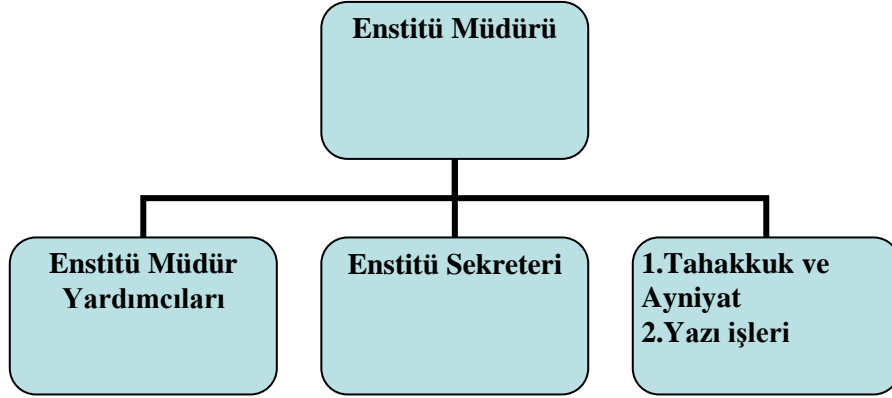 Enstitü Müdürü
Enstitü Müdür
Yardımcıları
Enstitü Sekreteri
1.Tahakkuk ve
Ayniyat
2.Yazı işleri